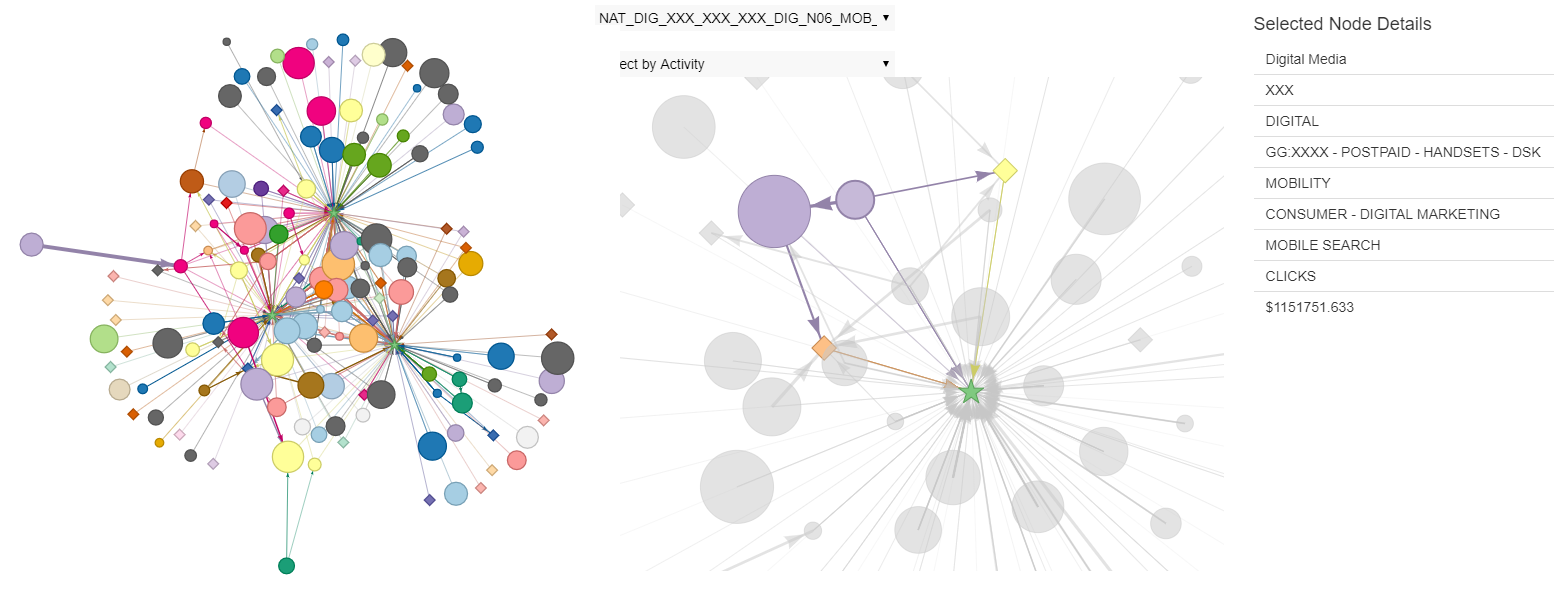 NAT_DIG_XXX_XXX_XXX_DIG_N06_MOB_
ect by Activity
Selected Node Details
Digital Media
XXX
DIGITAL
GG:XXXX - POSTPAID - HANDSETS - DSK
MOBILITY
CONSUMER - DIGITAL MARKETING
MOBILE SEARCH
CLICKS
$1151751.633